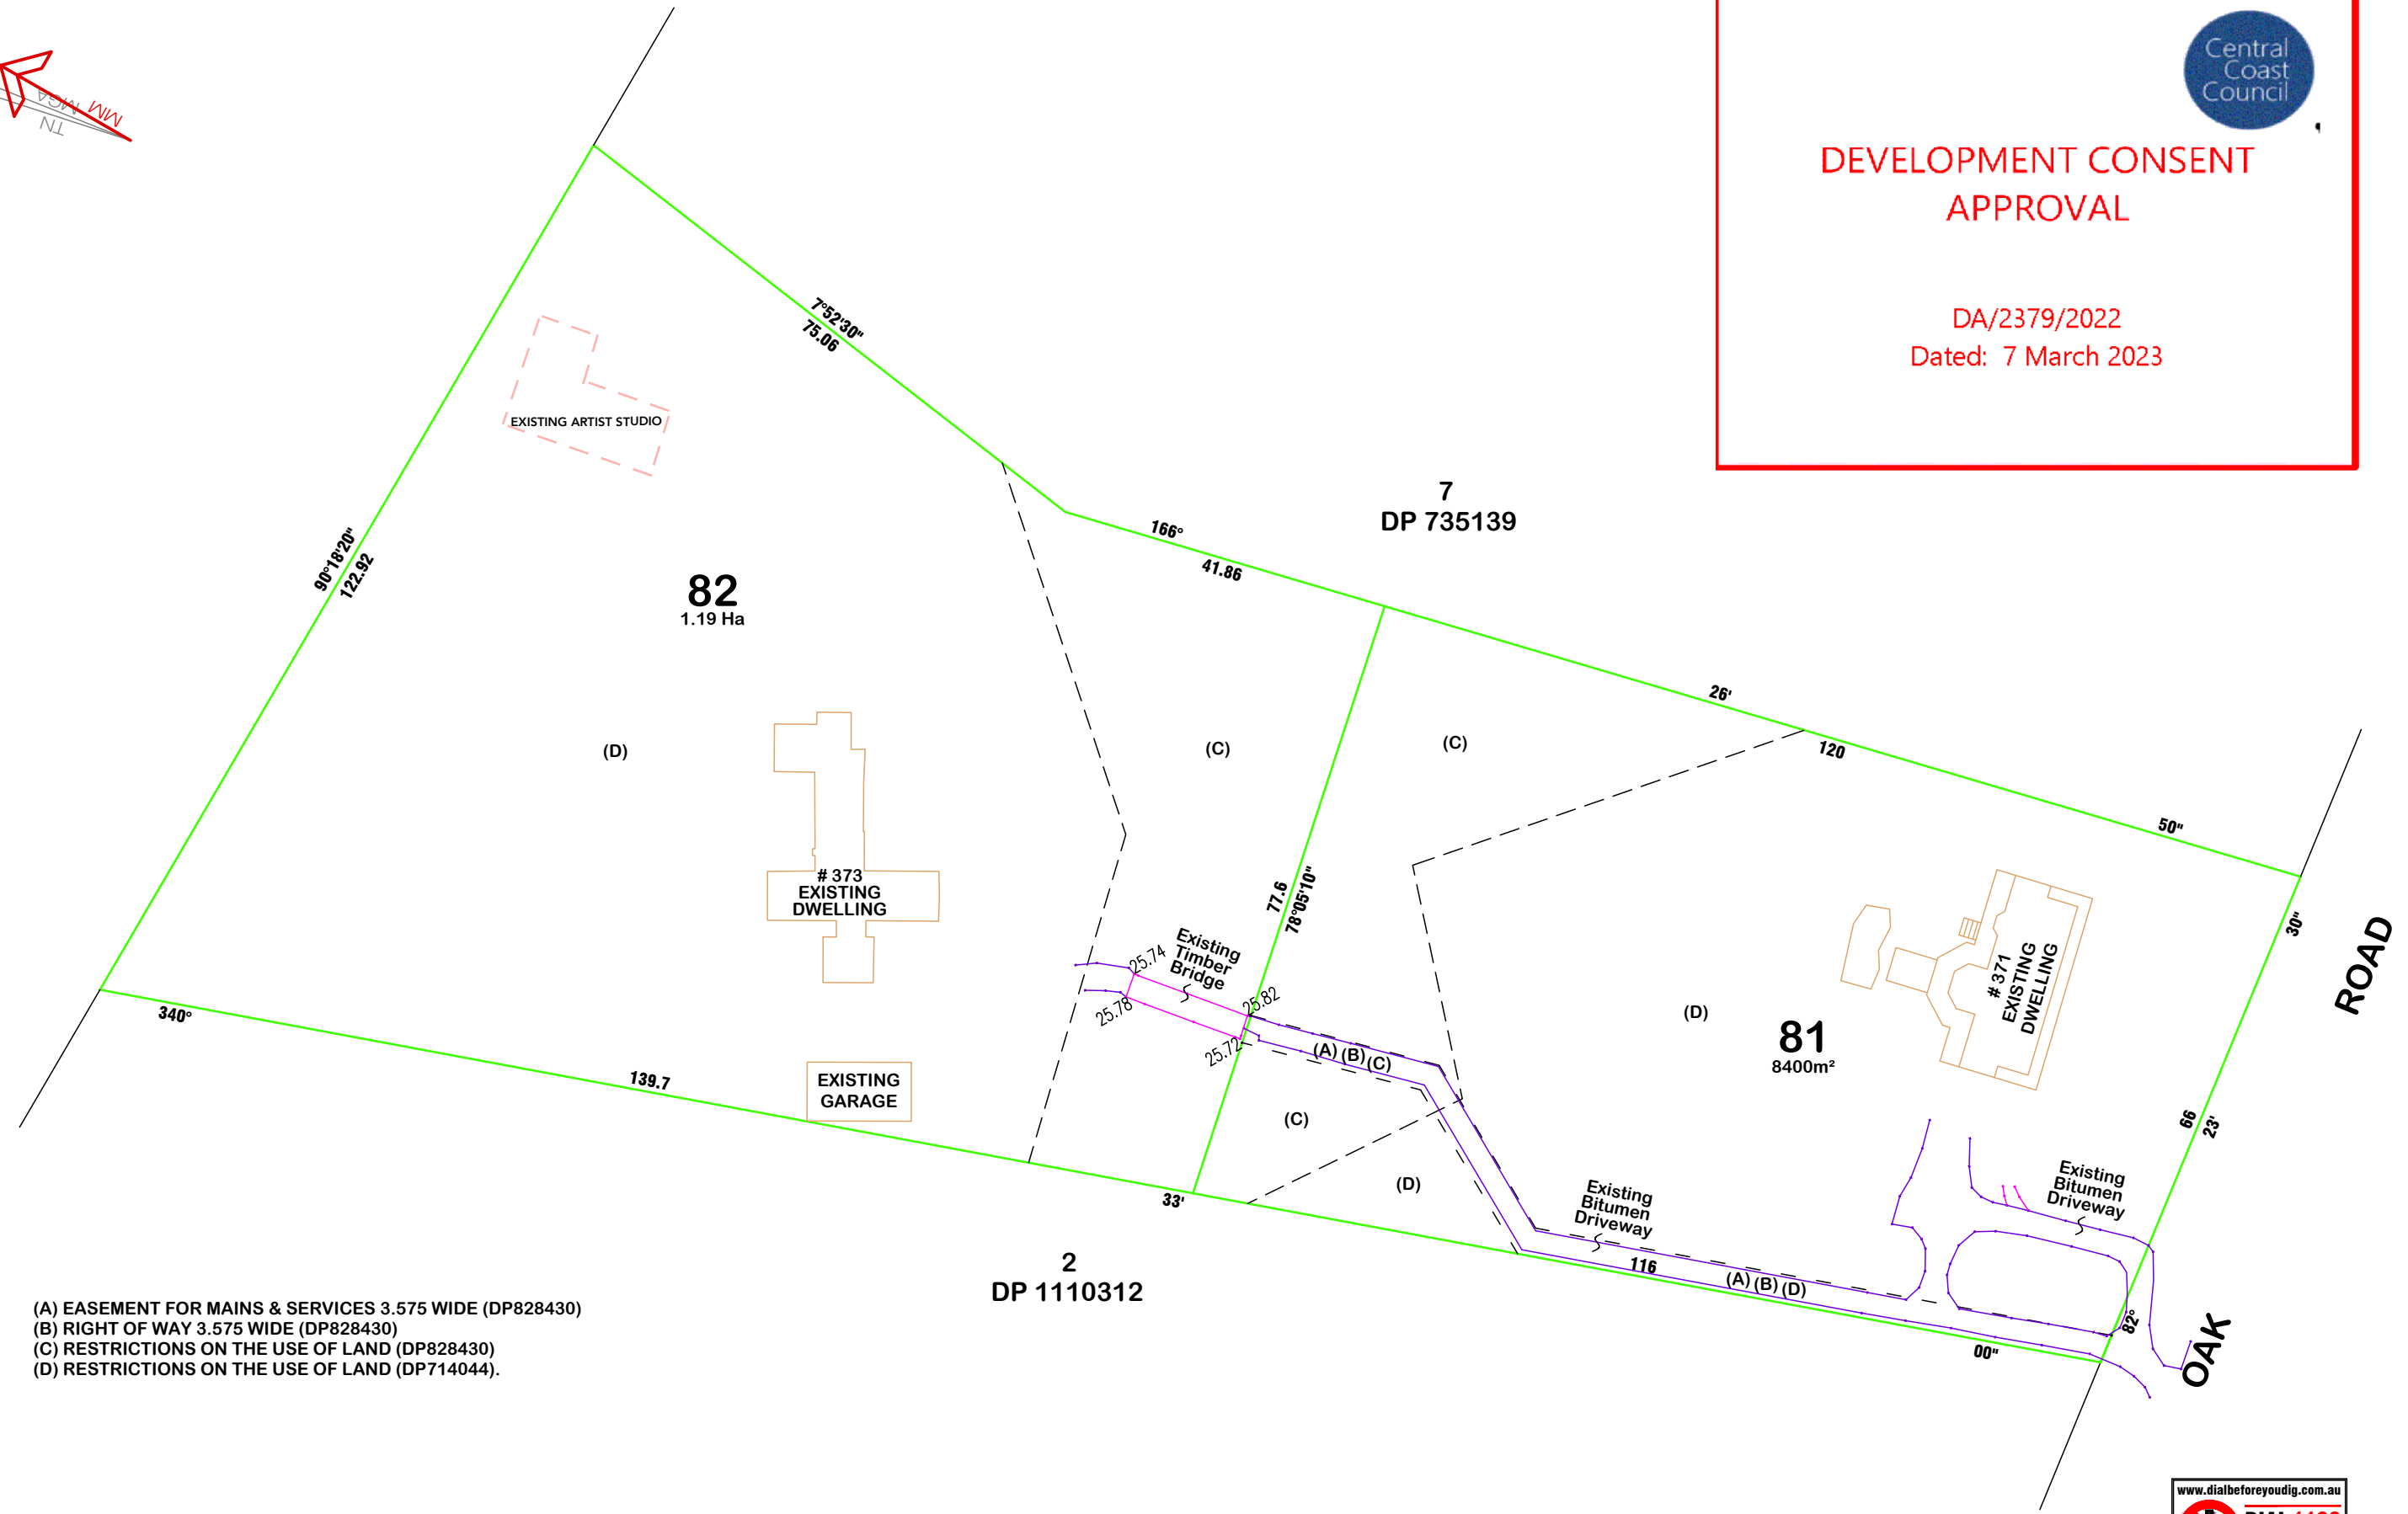 MM
MGA
TN
Central
Coast
Council
DEVELOPMENT CONSENT
APPROVAL
DA/2379/2022
Dated: 7 March 2023
7°52'30"
75.06
EXISTING ARTIST STUDIO
7
DP 735139
166°
41.86
90°18'20"
122.92
82
1.19 Ha
26'
120
50"
(D)
(C)
(C)
77.6
78°05'10"
# 373
EXISTING
DWELLING
Existing
Timber
Bridge
25.74
25.78
25.82
25.72
(A) (B) (C)
# 371
EXISTING
DWELLING
30"
ROAD
(D)
81
8400m²
340°
139.7
EXISTING
GARAGE
(C)
66
23'
33'
(D)
Existing
Bitumen
Driveway
Existing
Bitumen
Driveway
2
DP 1110312
116
(A) (B) (D)
82°
00"
OAK
(A) EASEMENT FOR MAINS & SERVICES 3.575 WIDE (DP828430)
(B) RIGHT OF WAY 3.575 WIDE (DP828430)
(C) RESTRICTIONS ON THE USE OF LAND (DP828430)
(D) RESTRICTIONS ON THE USE OF LAND (DP714044).
www.dialbeforeyoudig.com.au